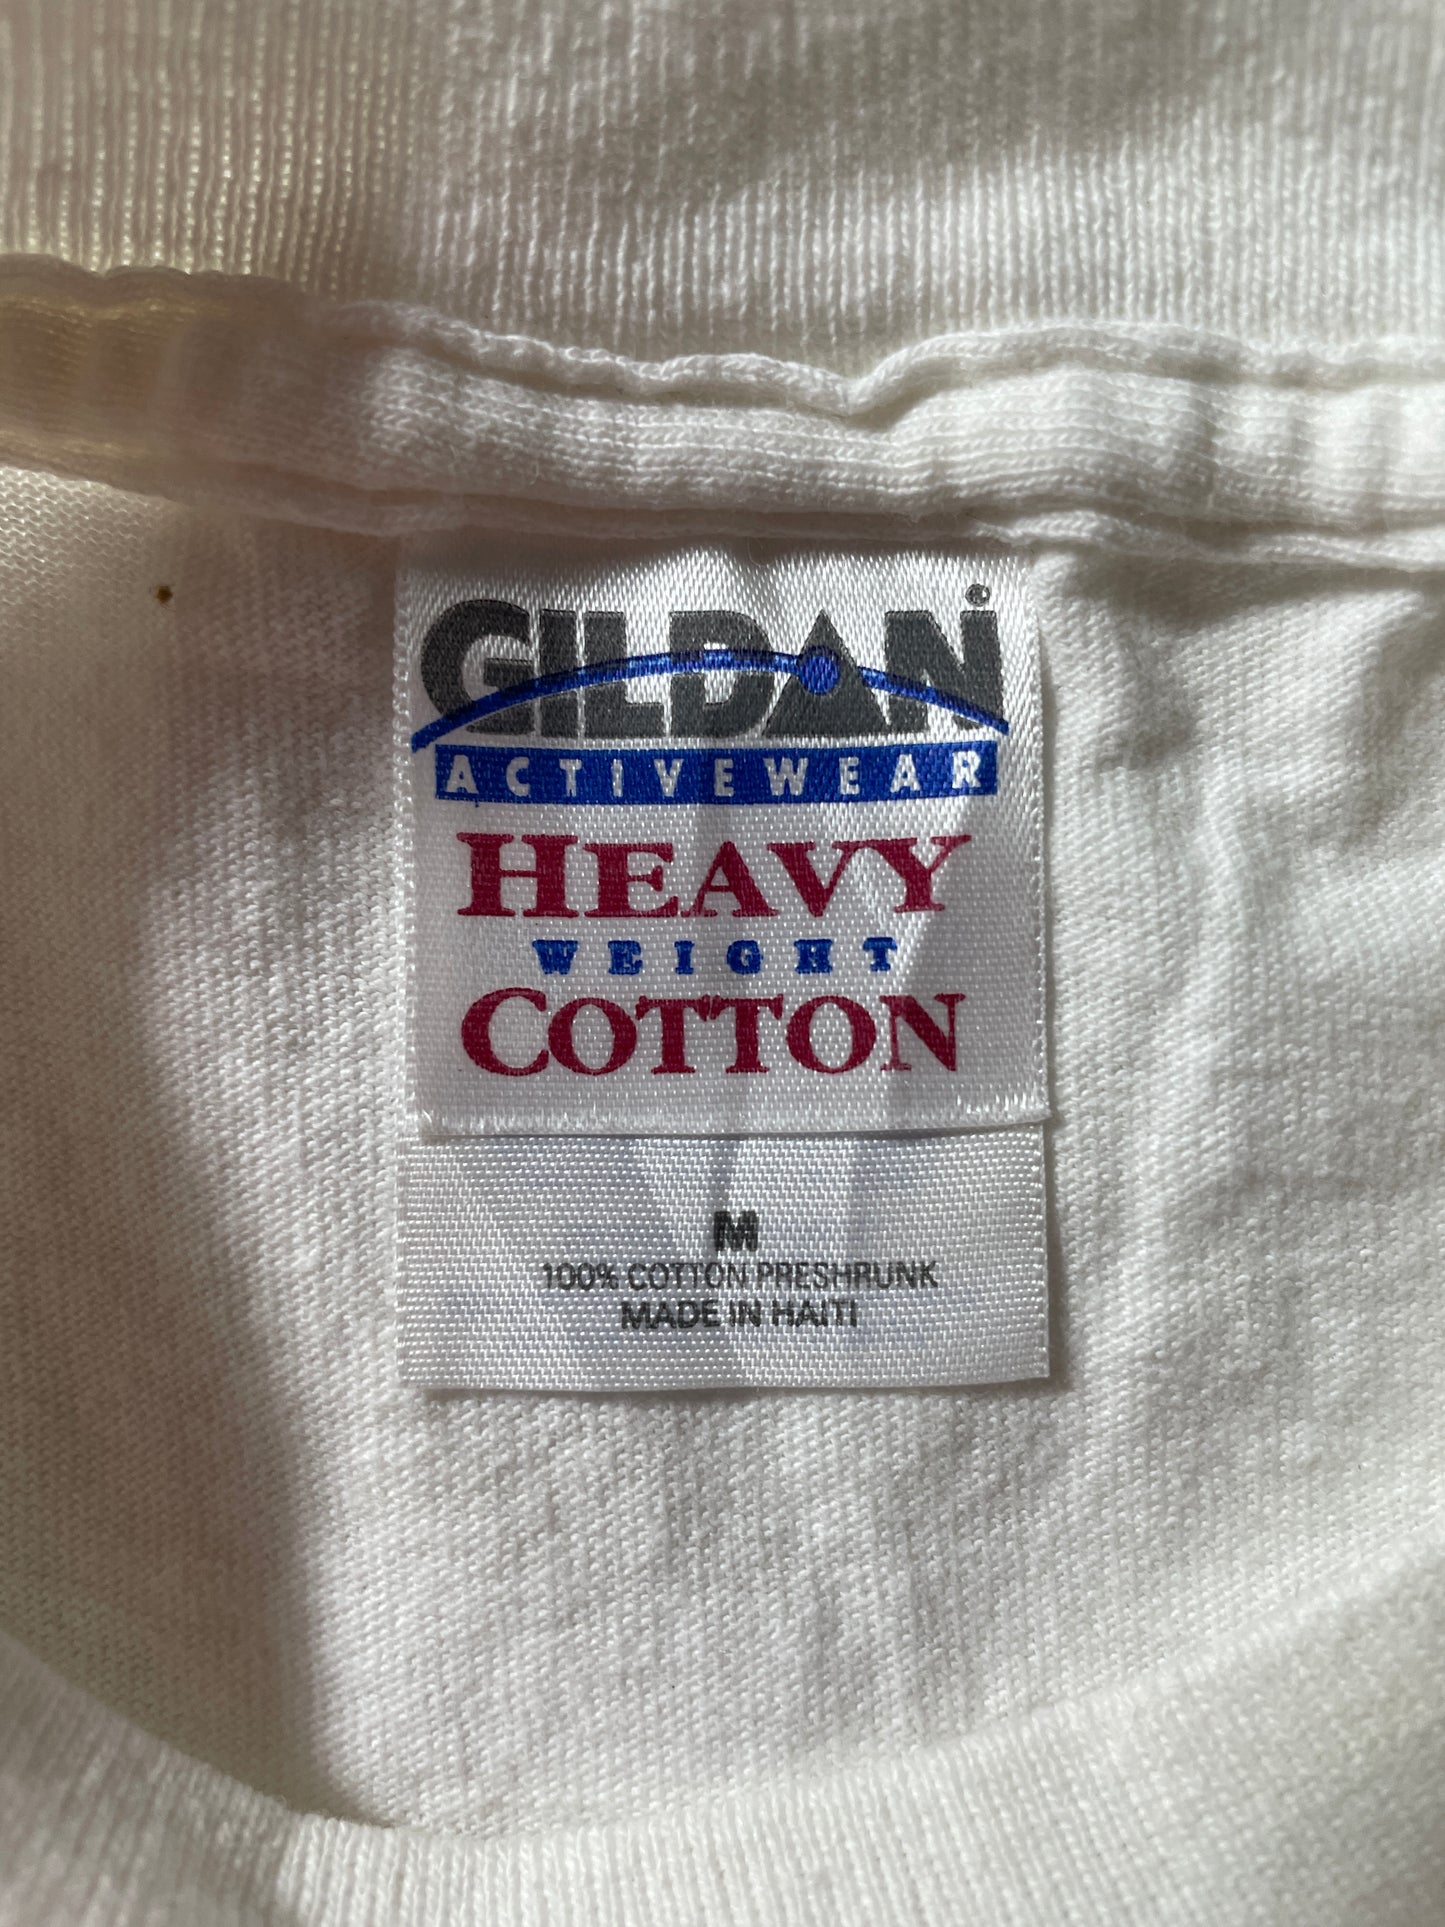 GILDAN®
ACTIVEWEAR
HEAVY
WEIGHT
COTTON
M
100% COTTON PRESHRUNK
MADE IN HAITI